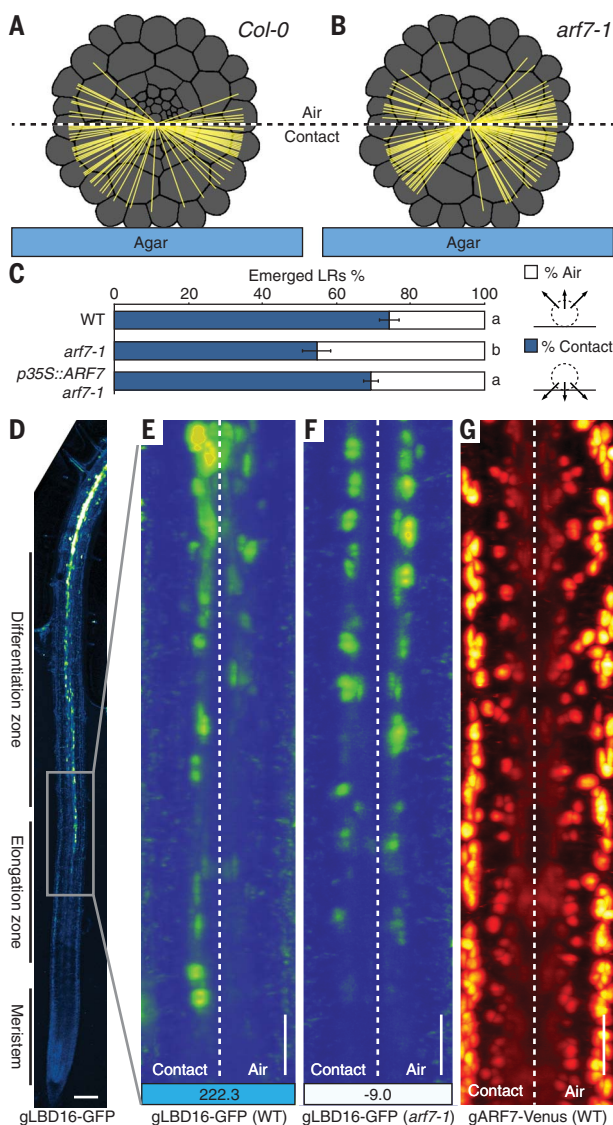 A
Col-0
B
arf7-1
Air
Contact
Agar
Agar
C
Emerged LRs %
0 20 40 60 80 100
WT
a
arf7-1
b
p35S::ARF7
arf7-1
a
% Air
% Contact
D
E
F
G
Differentiation zone
Elongation zone
Meristem
Contact Air
Contact Air
Contact Air
222.3
-9.0
gLBD16-GFP
gLBD16-GFP (WT)
gLBD16-GFP (arf7-1)
gARF7-Venus (WT)